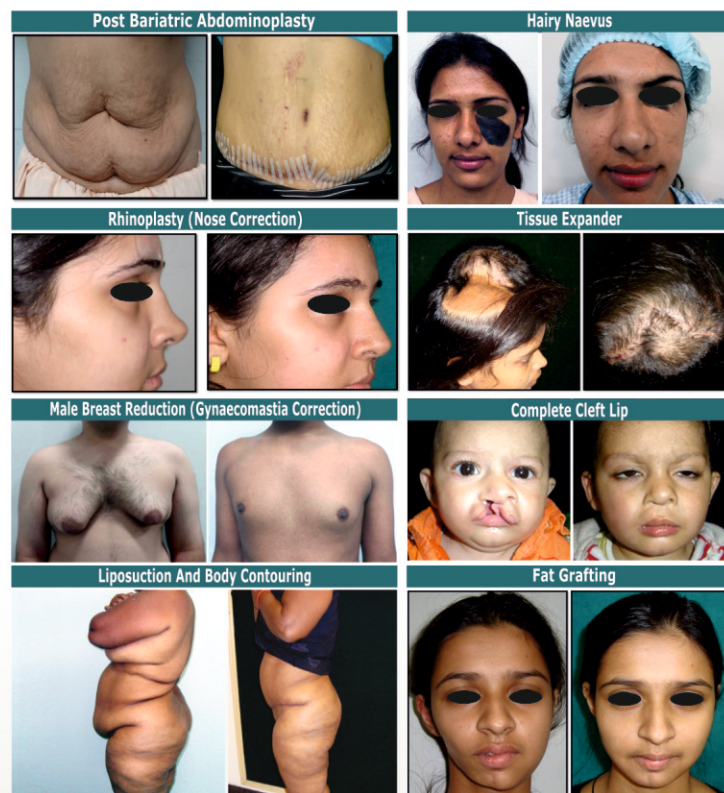 Post Bariatric Abdominoplasty
Hairy Naevus
Rhinoplasty (Nose Correction)
Tissue Expander
Male Breast Reduction (Gynaecomastia Correction)
Complete Cleft Lip
Liposuction And Body Contouring
Fat Grafting